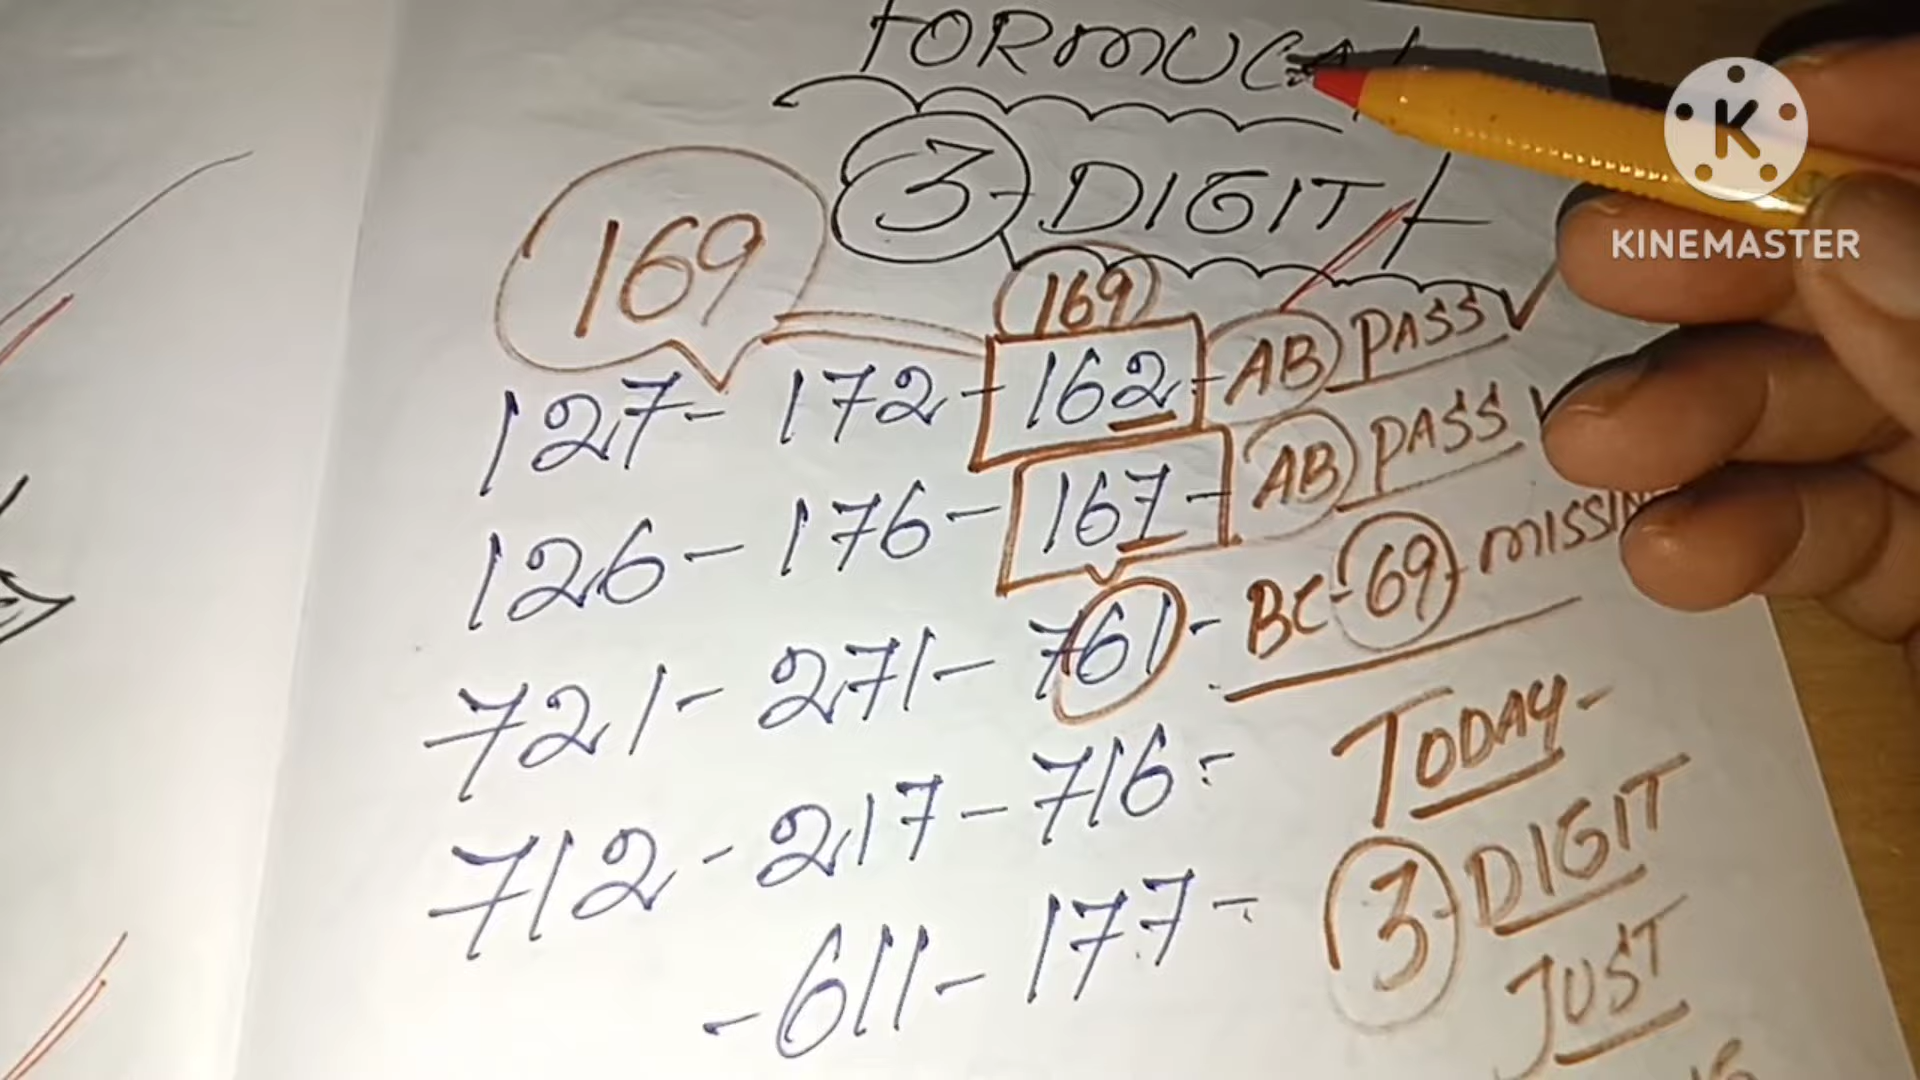 FORMULA
3-DIGIT
169
169
127- 172- 162- AB PASS
126- 176- 167- AB PASS
721- 271- 761- BC-69-MISSIN
712- 217- 716-
TODAY-
3-DIGIT
-611- 177-
JUST
K
KINEMASTER